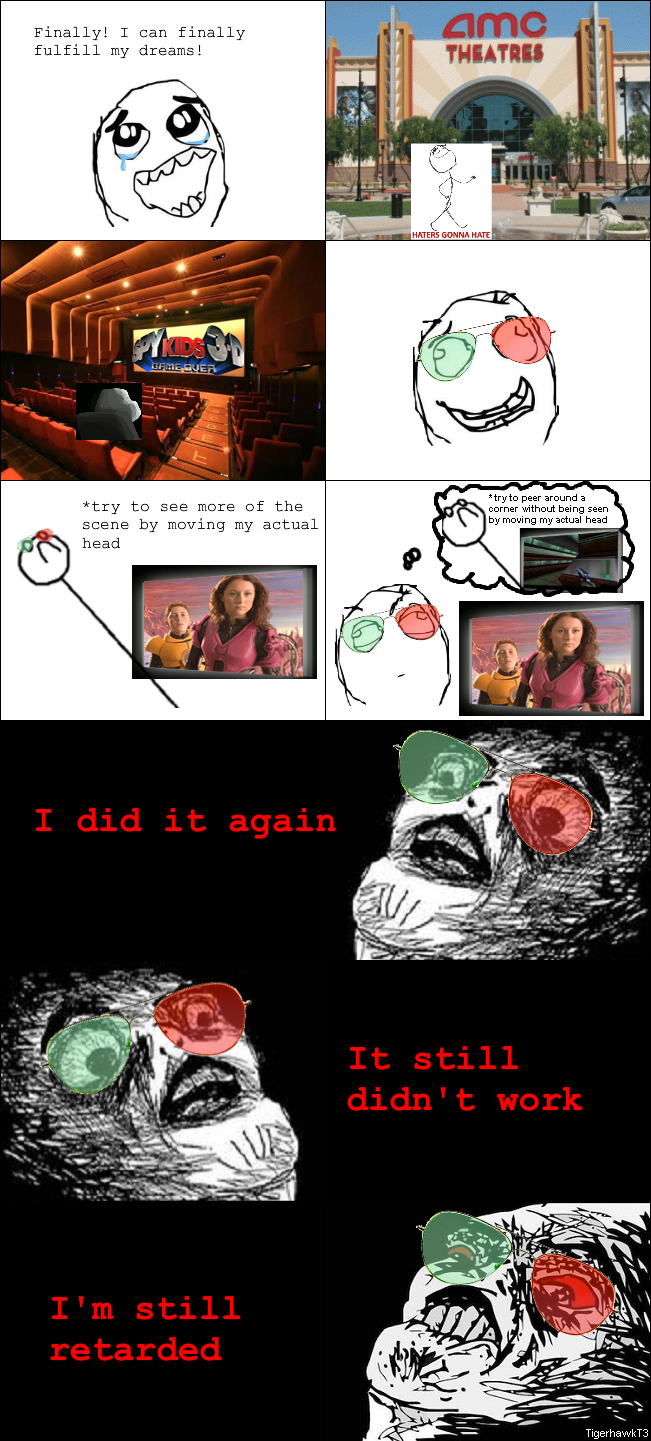 Finally! I can finally
fulfill my dreams!
AMC
THEATRES
HATERS GONNA HATE
SPY KIDS 3-D
GAME OVER
*try to see more of the
scene by moving my actual
head
*try to peer around a
corner without being seen
by moving my actual head
I did it again
It still
didn't work
I'm still
retarded
TigerhawkT3